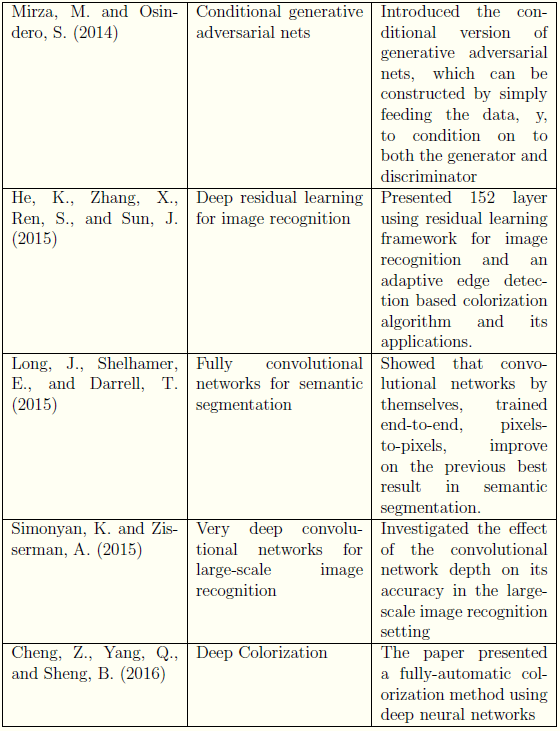 Mirza, M. and Osin-
dero, S. (2014)
Conditional generative
adversarial nets
Introduced the con-
ditional version of
generative adversarial
nets, which can be
constructed by simply
feeding the data, y,
to condition on to
both the generator and
discriminator
He, K., Zhang, X.,
Ren, S., and Sun, J.
(2015)
Deep residual learning
for image recognition
Presented 152 layer
using residual learning
framework for image
recognition and an
adaptive edge detec-
tion based colorization
algorithm and its
applications.
Long, J., Shelhamer,
E., and Darrell, T.
(2015)
Fully convolutional
networks for semantic
segmentation
Showed that convo-
lutional networks by
themselves, trained
end-to-end, pixels-
to-pixels, improve
on the previous best
result in semantic
segmentation.
Simonyan, K. and Zis-
serman, A. (2015)
Very deep convolu-
tional networks for
large-scale image
recognition
Investigated the effect
of the convolutional
network depth on its
accuracy in the large-
scale image recognition
setting
Cheng, Z., Yang, Q.,
and Sheng, B. (2016)
Deep Colorization
The paper presented
a fully-automatic col-
orization method using
deep neural networks